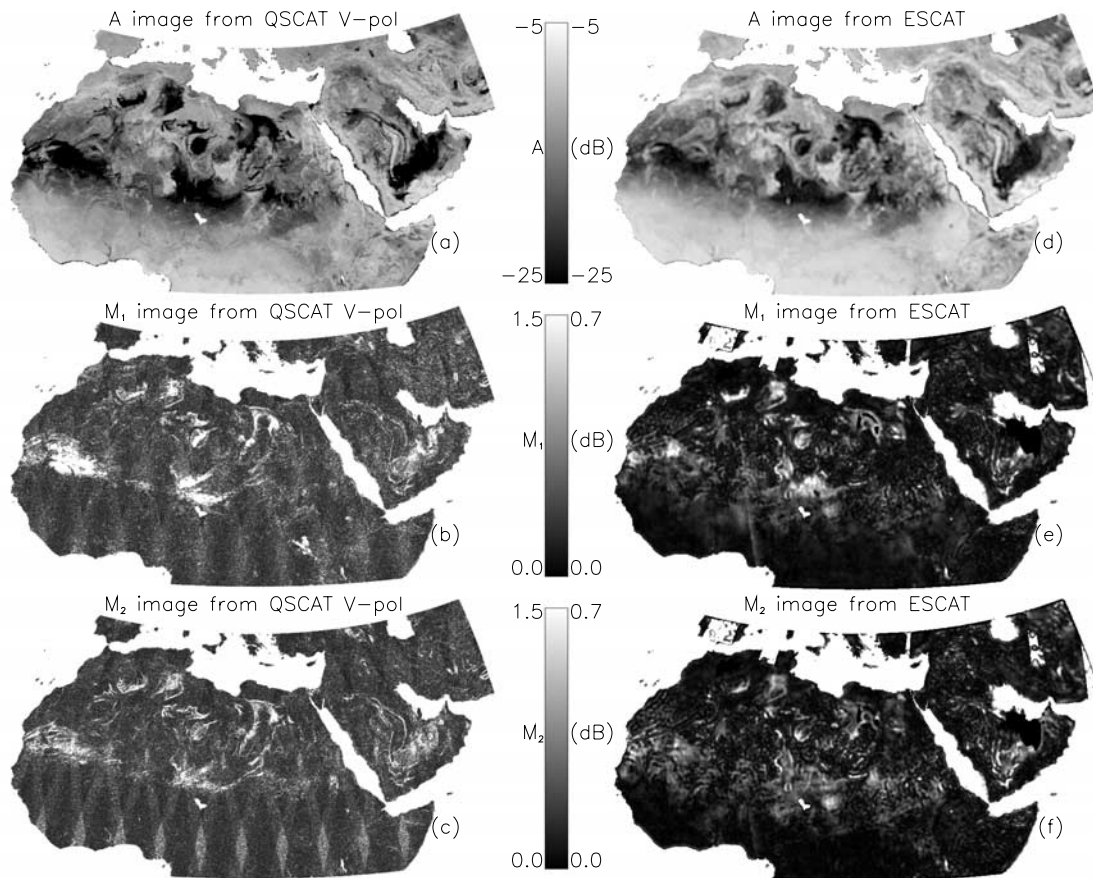 A image from QSCAT V-pol
−5 −5
A (dB)
−25 −25
A image from ESCAT
(a)
(d)
M₁ image from QSCAT V-pol
1.5 0.7
M₁ (dB)
0.0 0.0
M₁ image from ESCAT
(b)
(e)
M₂ image from QSCAT V-pol
1.5 0.7
M₂ (dB)
0.0 0.0
M₂ image from ESCAT
(c)
(f)